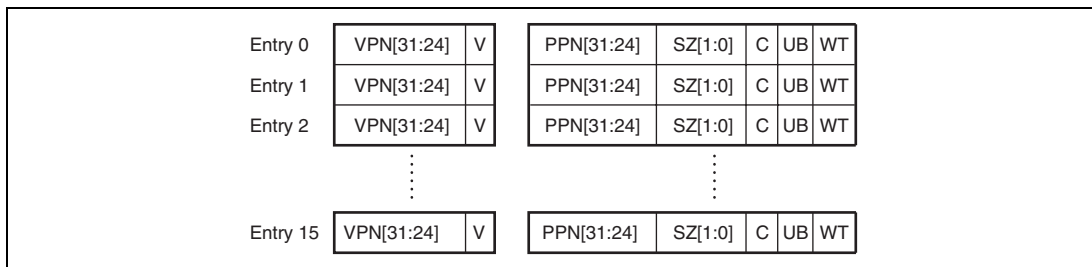 Entry 0 VPN[31:24] V PPN[31:24] SZ[1:0] C UB WT
Entry 1 VPN[31:24] V PPN[31:24] SZ[1:0] C UB WT
Entry 2 VPN[31:24] V PPN[31:24] SZ[1:0] C UB WT
Entry 15 VPN[31:24] V PPN[31:24] SZ[1:0] C UB WT